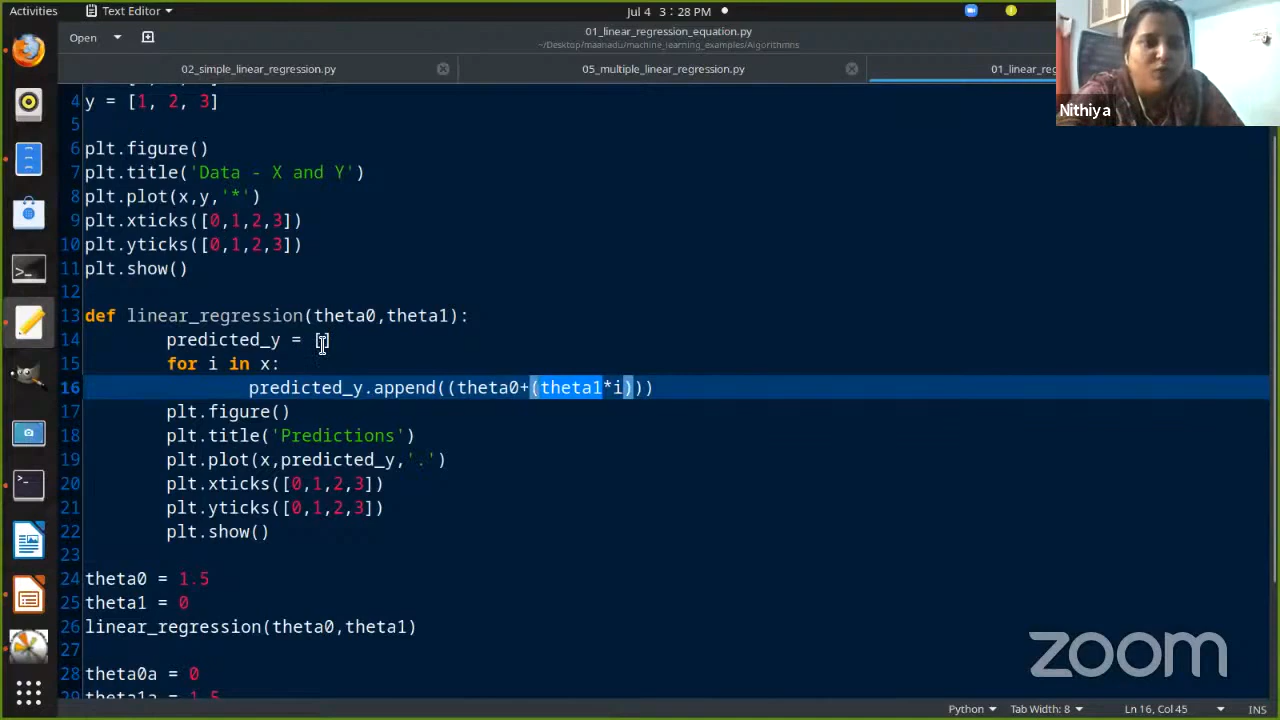 Activities
Text Editor
Jul 4 3:28 PM
Open
01_linear_regression_equation.py
~/Desktop/maanadu/machine_learning_examples/Algorithmns
02_simple_linear_regression.py
05_multiple_linear_regression.py
01_linear_reg
Nithiya
4 y = [1, 2, 3]
5
6 plt.figure()
7 plt.title('Data - X and Y')
8 plt.plot(x,y,'*')
9 plt.xticks([0,1,2,3])
10 plt.yticks([0,1,2,3])
11 plt.show()
12
13 def linear_regression(theta0,theta1):
14 predicted_y = []
15 for i in x:
16 predicted_y.append((theta0+(theta1*i)))
17 plt.figure()
18 plt.title('Predictions')
19 plt.plot(x,predicted_y,'.')
20 plt.xticks([0,1,2,3])
21 plt.yticks([0,1,2,3])
22 plt.show()
23
24 theta0 = 1.5
25 theta1 = 0
26 linear_regression(theta0,theta1)
27
28 theta0a = 0
29 theta1a = 1.5
zoom
Python
Tab Width: 8
Ln 16, Col 45
INS